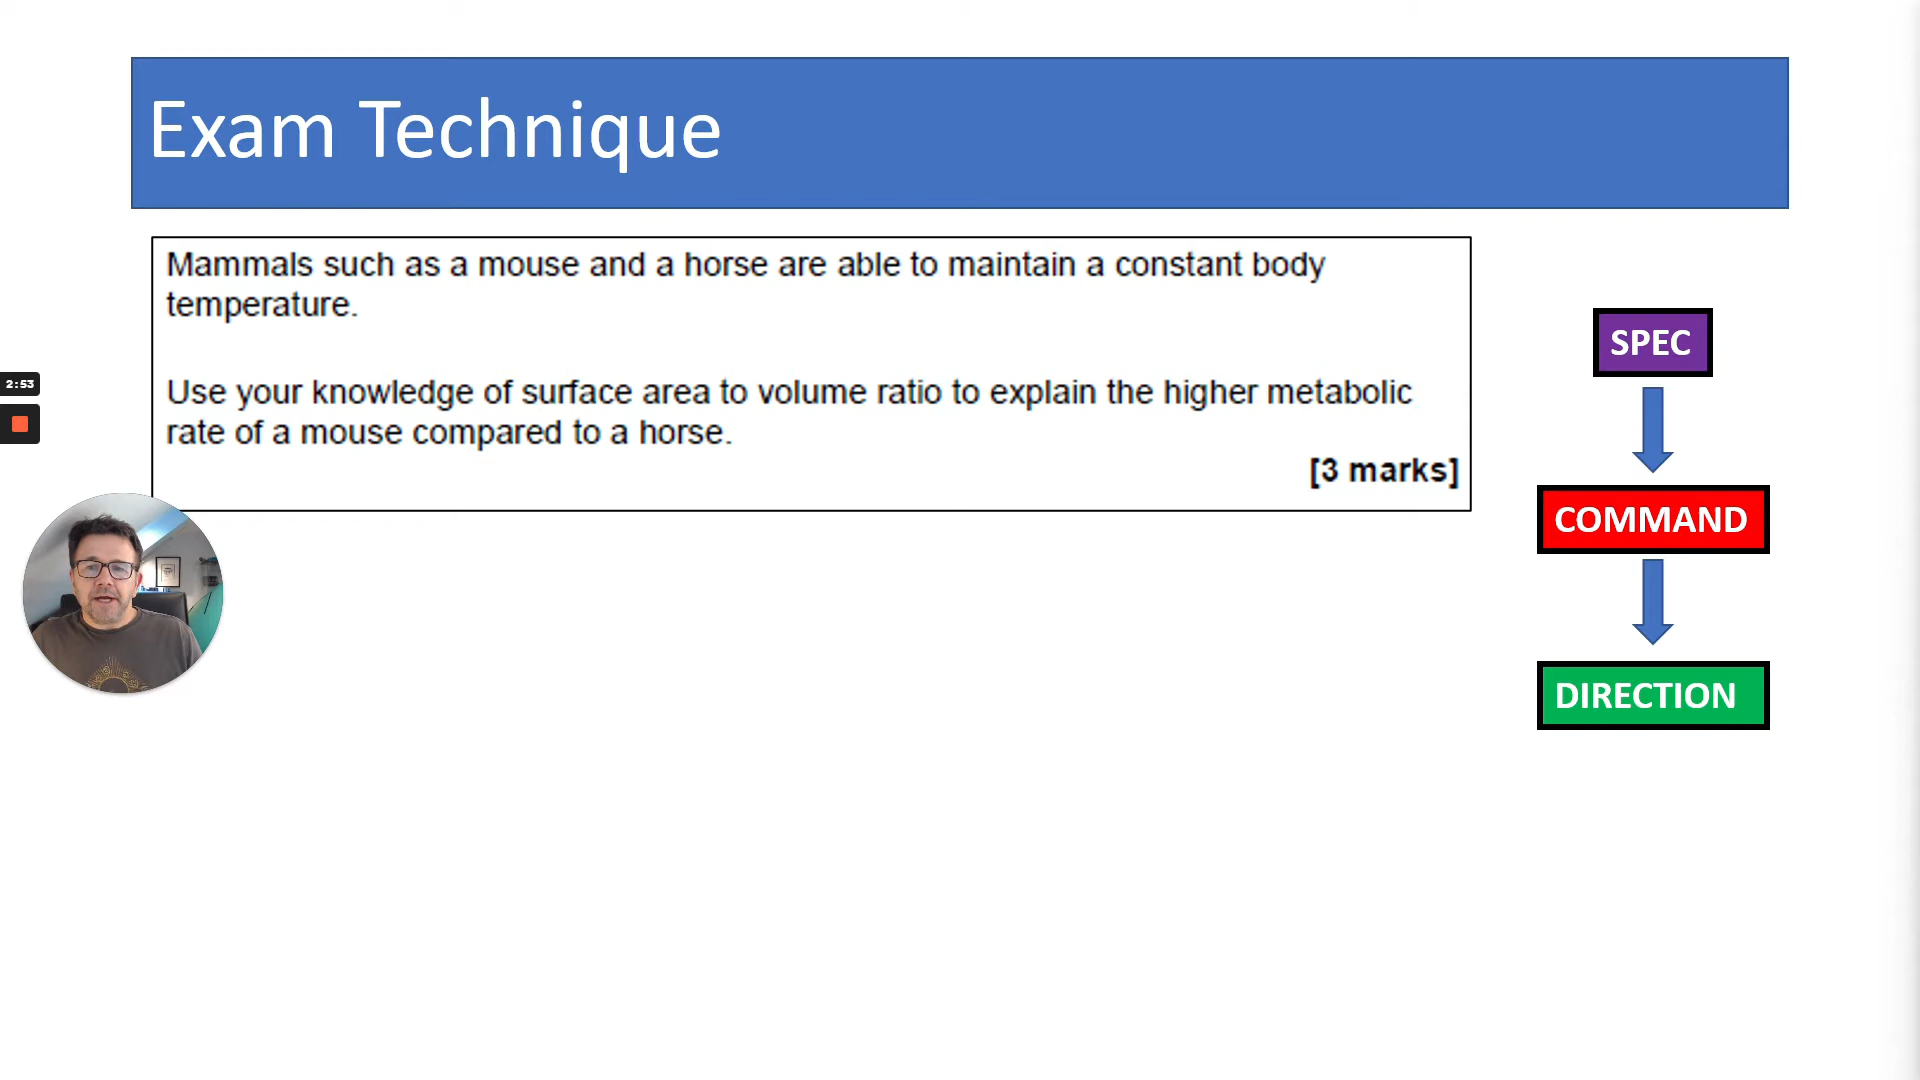 Exam Technique
Mammals such as a mouse and a horse are able to maintain a constant body
temperature.
Use your knowledge of surface area to volume ratio to explain the higher metabolic
rate of a mouse compared to a horse.
[3 marks]
SPEC
COMMAND
DIRECTION
2:53